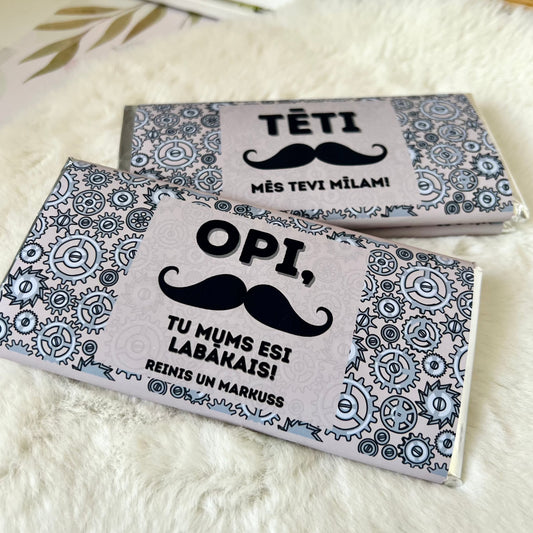 TĒTI
MĒS TEVI MĪLAM!
OPI,
TU MUMS ESI
LABĀKAIS!
REINIS UN MARKUSS